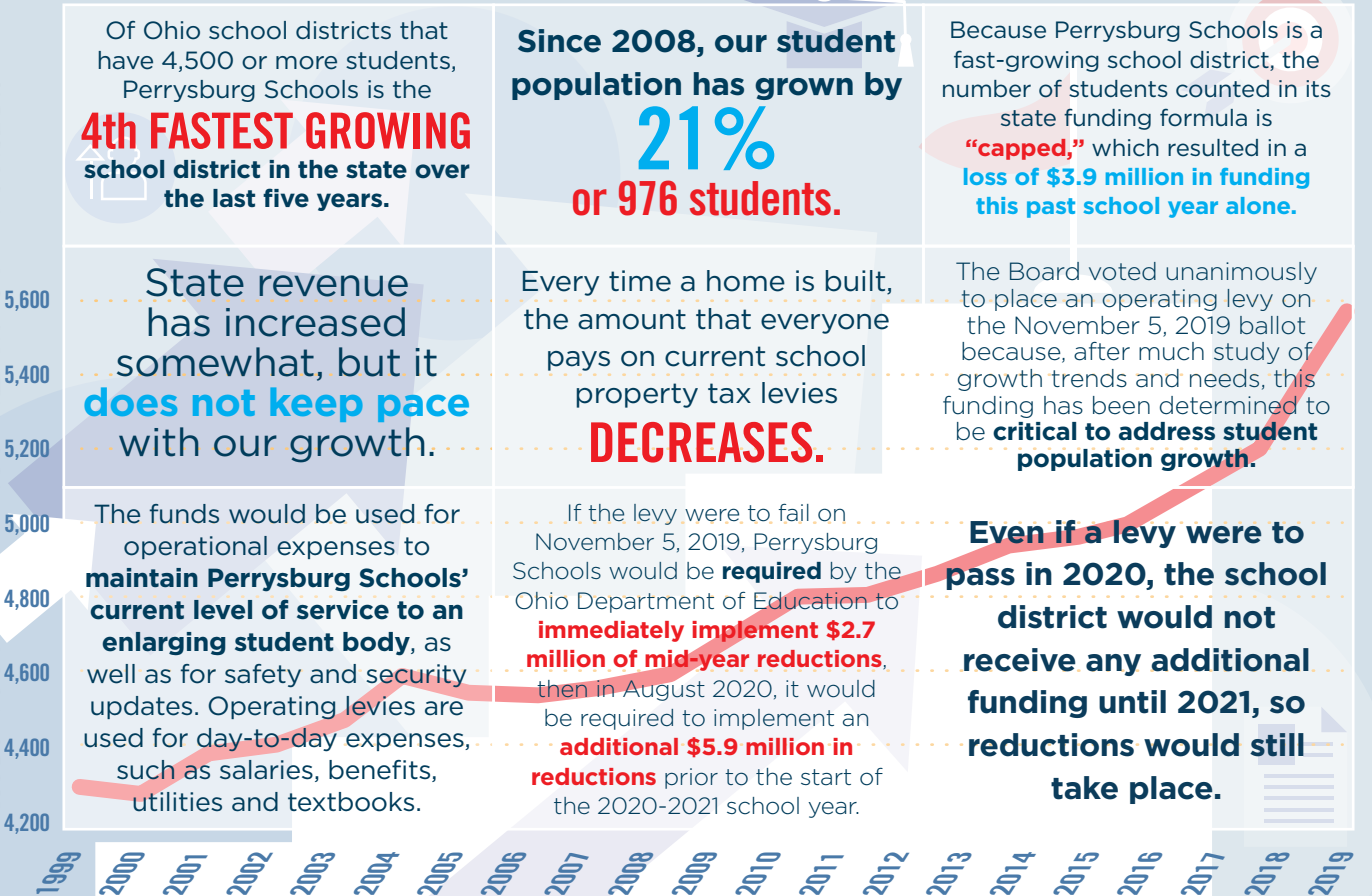 Of Ohio school districts that
have 4,500 or more students,
Perrysburg Schools is the
4th FASTEST GROWING
school district in the state over
the last five years.
Since 2008, our student
population has grown by
21%
or 976 students.
Because Perrysburg Schools is a
fast-growing school district, the
number of students counted in its
state funding formula is
“capped,” which resulted in a
loss of $3.9 million in funding
this past school year alone.
State revenue
has increased
somewhat, but it
does not keep pace
with our growth.
Every time a home is built,
the amount that everyone
pays on current school
property tax levies
DECREASES.
The Board voted unanimously
to place an operating levy on
the November 5, 2019 ballot
because, after much study of
growth trends and needs, this
funding has been determined to
be critical to address student
population growth.
The funds would be used for
operational expenses to
maintain Perrysburg Schools’
current level of service to an
enlarging student body, as
well as for safety and security
updates. Operating levies are
used for day-to-day expenses,
such as salaries, benefits,
utilities and textbooks.
If the levy were to fail on
November 5, 2019, Perrysburg
Schools would be required by the
Ohio Department of Education to
immediately implement $2.7
million of mid-year reductions,
then in August 2020, it would
be required to implement an
additional $5.9 million in
reductions prior to the start of
the 2020-2021 school year.
Even if a levy were to
pass in 2020, the school
district would not
receive any additional
funding until 2021, so
reductions would still
take place.
5,600
5,400
5,200
5,000
4,800
4,600
4,400
4,200
1999 2000 2001 2002 2003 2004 2005 2006 2007 2008 2009 2010 2011 2012 2013 2014 2015 2016 2017 2018 2019